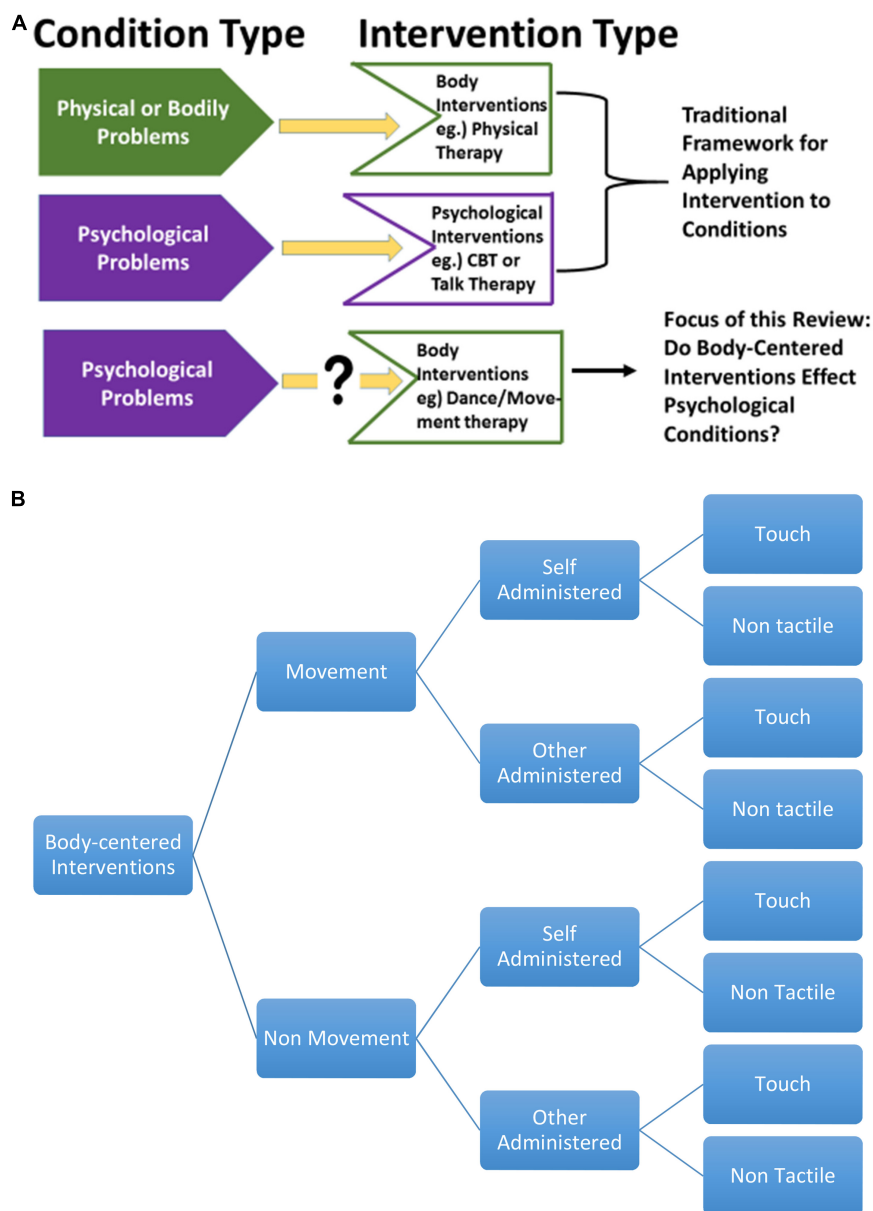 A
Condition Type
Intervention Type
Physical or Bodily
Problems
Body
Interventions
eg.) Physical
Therapy
Traditional
Framework for
Applying
Intervention to
Conditions
Psychological
Problems
Psychological
Interventions
eg.) CBT or
Talk Therapy
Psychological
Problems
?
Body
Interventions
eg) Dance/Move-
ment therapy
Focus of this Review:
Do Body-Centered
Interventions Effect
Psychological
Conditions?
B
Body-centered
Interventions
Movement
Self
Administered
Touch
Non tactile
Other
Administered
Touch
Non tactile
Non Movement
Self
Administered
Touch
Non Tactile
Other
Administered
Touch
Non Tactile